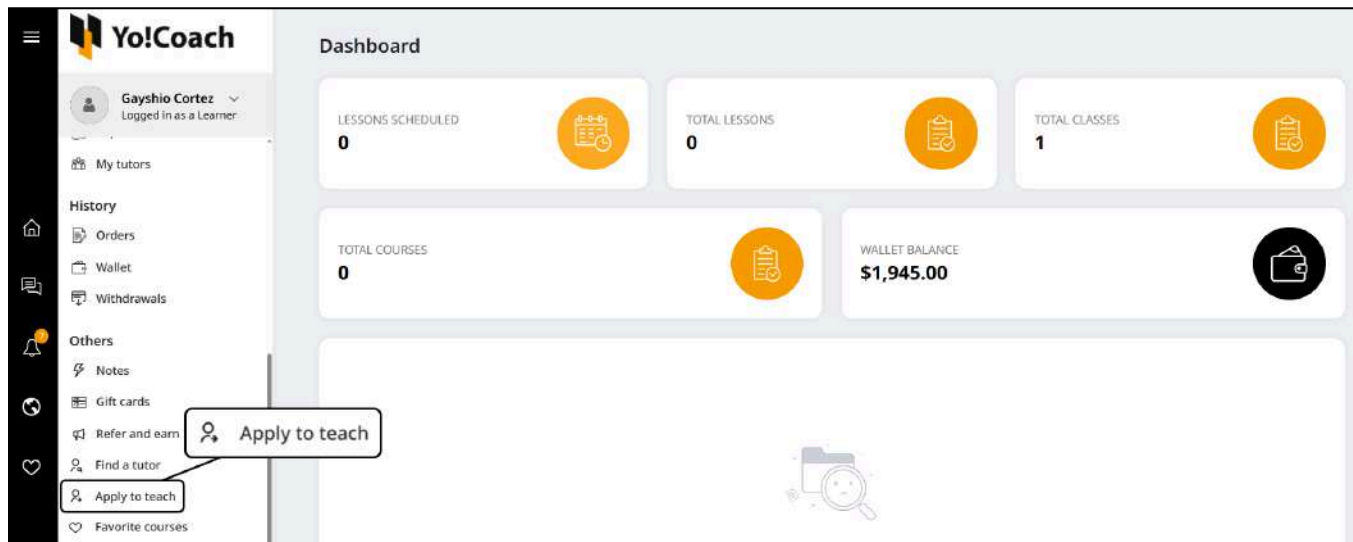 Yo!Coach
Gayshio Cortez
Logged in as a Learner
My tutors
History
Orders
Wallet
Withdrawals
Others
Notes
Gift cards
Refer and earn
Find a tutor
Apply to teach
Favorite courses
Apply to teach
Dashboard
LESSONS SCHEDULED
0
TOTAL LESSONS
0
TOTAL CLASSES
1
TOTAL COURSES
0
WALLET BALANCE
$1,945.00